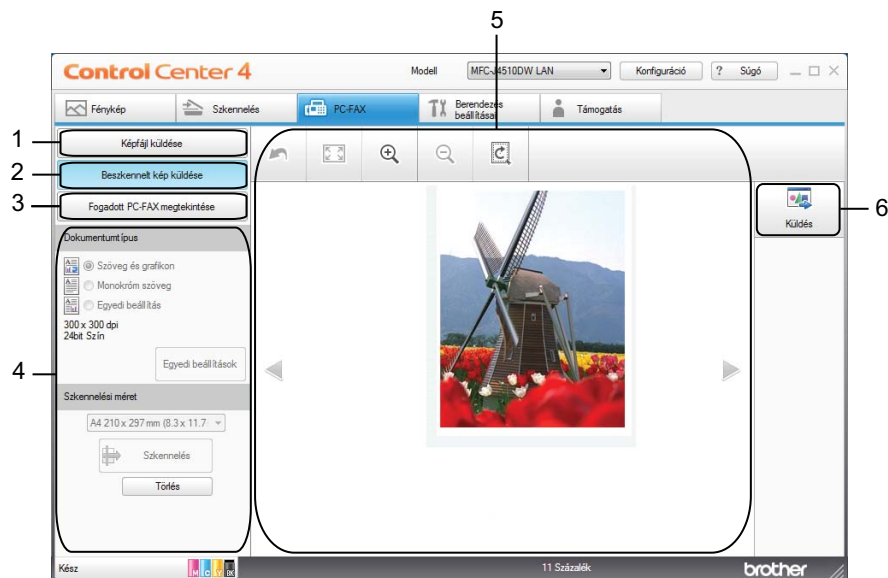 5
Control Center 4
Modell
MFC-J4510DW LAN
Konfiguráció
? Súgó
Fénykép
Szkennelés
PC-FAX
Berendezés
beállításai
Támogatás
1
Képfájl küldése
2
Beszkennelt kép küldése
3
Fogadott PC-FAX megtekintése
6
Küldés
Dokumentumtípus
Szöveg és grafikon
Monokróm szöveg
Egyedi beállítás
300 x 300 dpi
24bit Szín
4
Egyedi beállítások
Szkennelési méret
A4 210 x 297 mm (8.3 x 11.7
Szkennelés
Törlés
Kész
M C Y BK
11 Százalék
brother